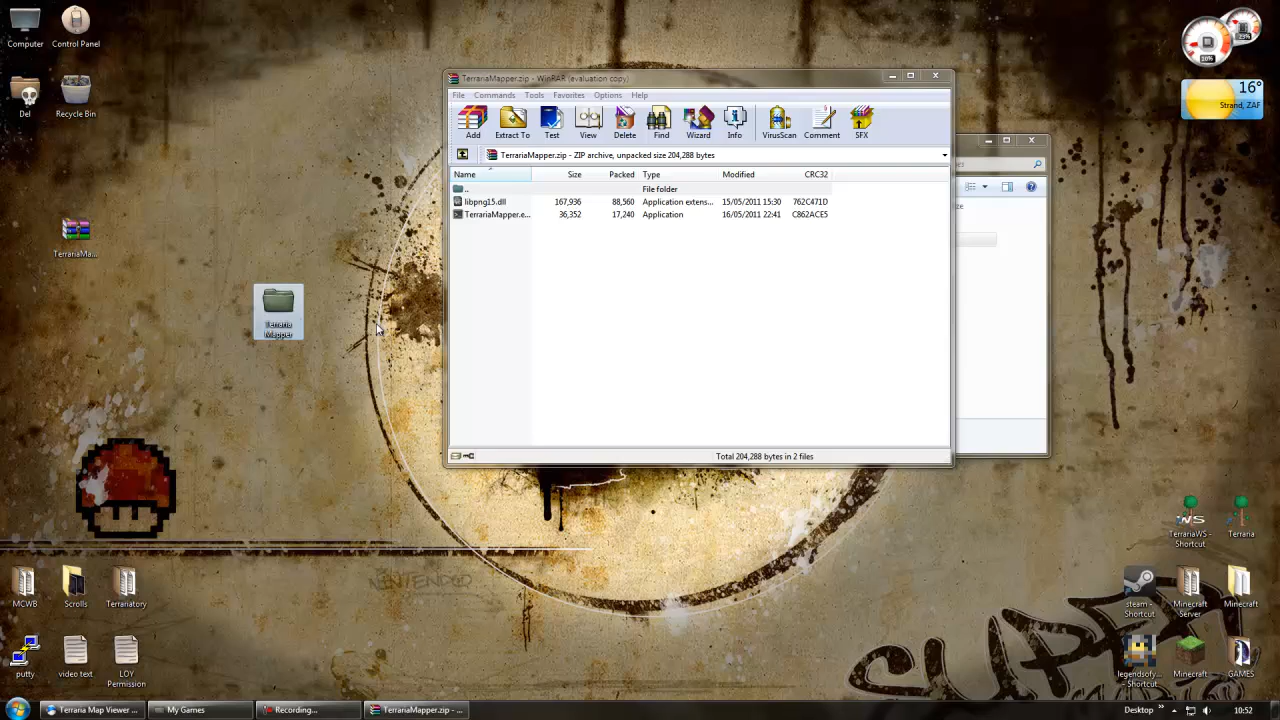 Computer
Control Panel
Del
Recycle Bin
TerrariaMa...
Terraria
Mapper
MCWB
Scrolls
Terranatory
putty
video text
LOY
Permission
TerrariaMapper.zip - WinRAR (evaluation copy)
File Commands Tools Favorites Options Help
Add Extract To Test View Delete Find Wizard Info VirusScan Comment SFX
TerrariaMapper.zip - ZIP archive, unpacked size 204,288 bytes
Name Size Packed Type Modified CRC32
.. File folder
libpng15.dll 167,936 88,560 Application extens... 15/05/2011 15:30 762C471D
TerrariaMapper.e... 36,352 17,240 Application 16/05/2011 22:41 C862ACE5
Total 204,288 bytes in 2 files
16°
Strand, ZAF
NINTENDED
TerrariaWS -
Shortcut
Terraria
steam -
Shortcut
Minecraft
Server
Minecraft
legendsofy...
- Shortcut
Minecraft
GAMES
Terraria Map Viewer ...
My Games
Recording...
TerrariaMapper.zip - ...
Desktop
10:52